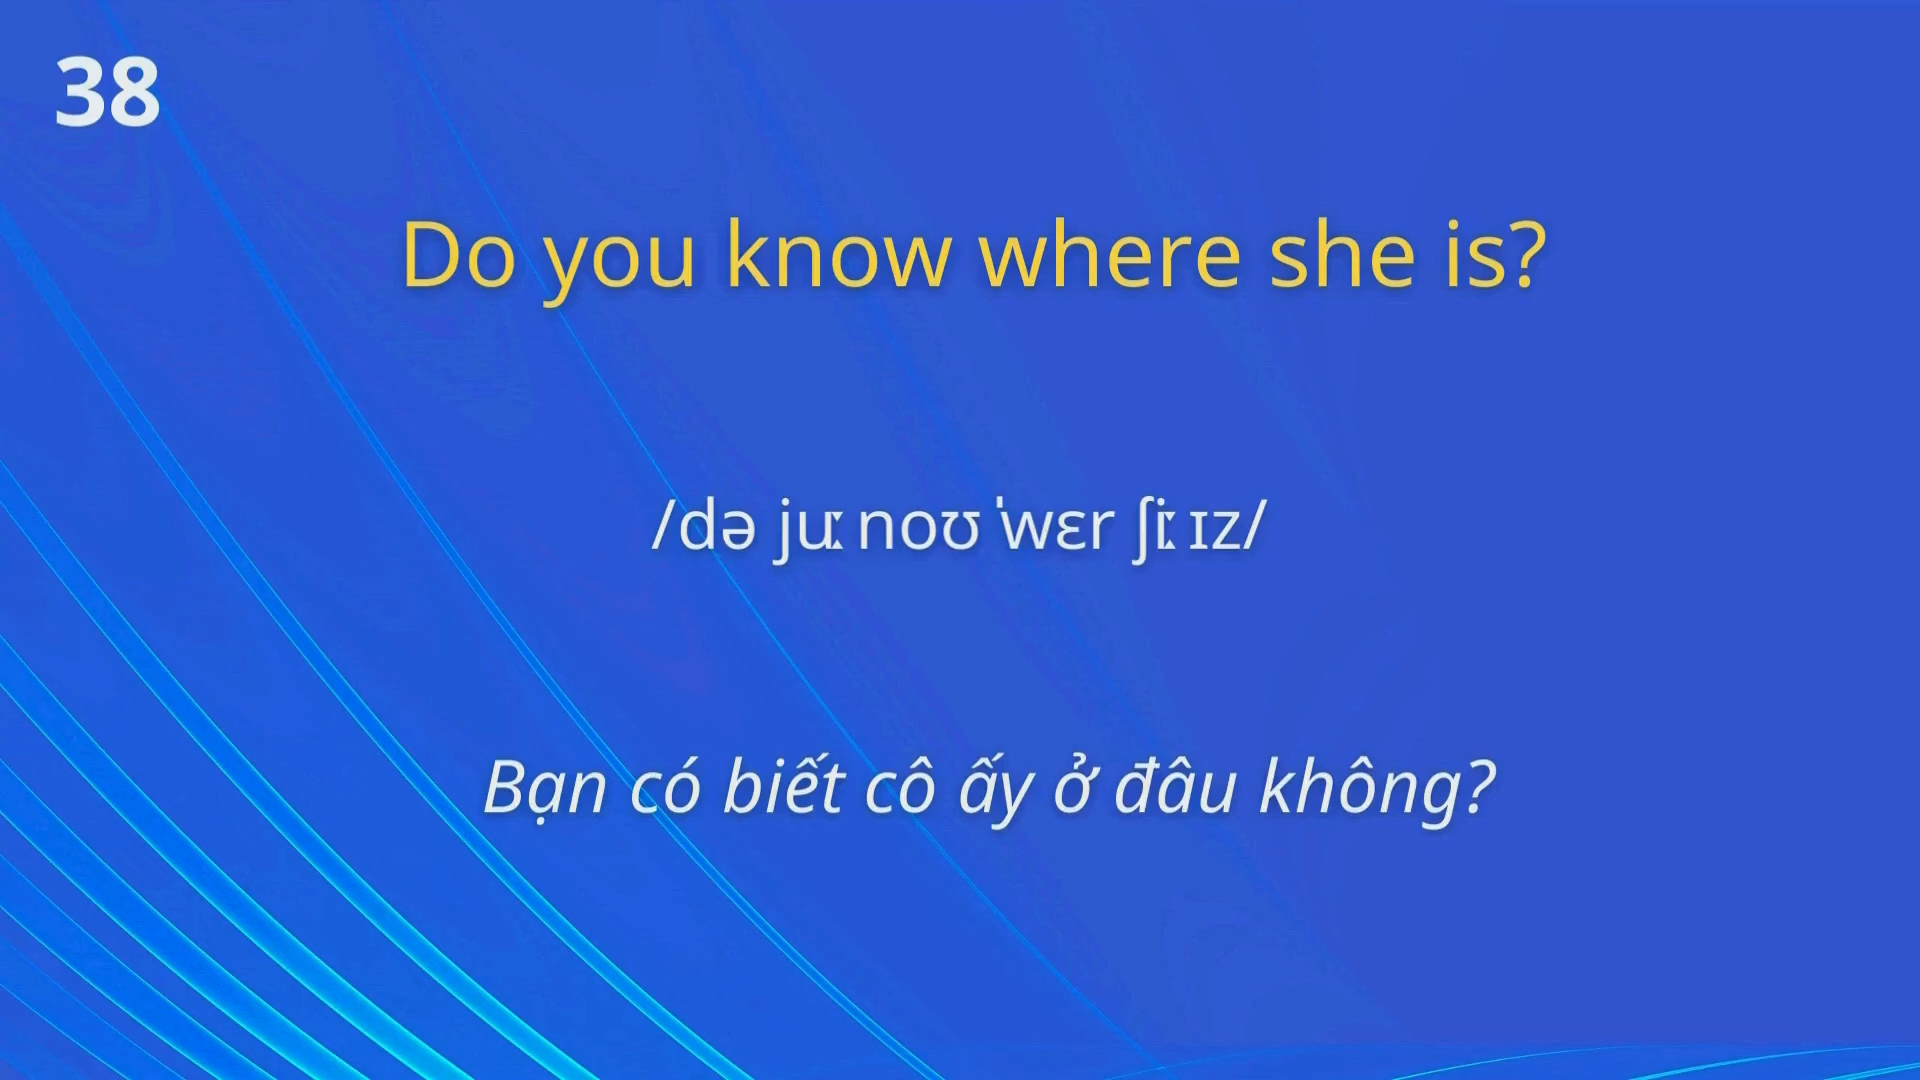 38
Do you know where she is?
/də juː noʊ ˈwɛr ʃiː ɪz/
Bạn có biết cô ấy ở đâu không?